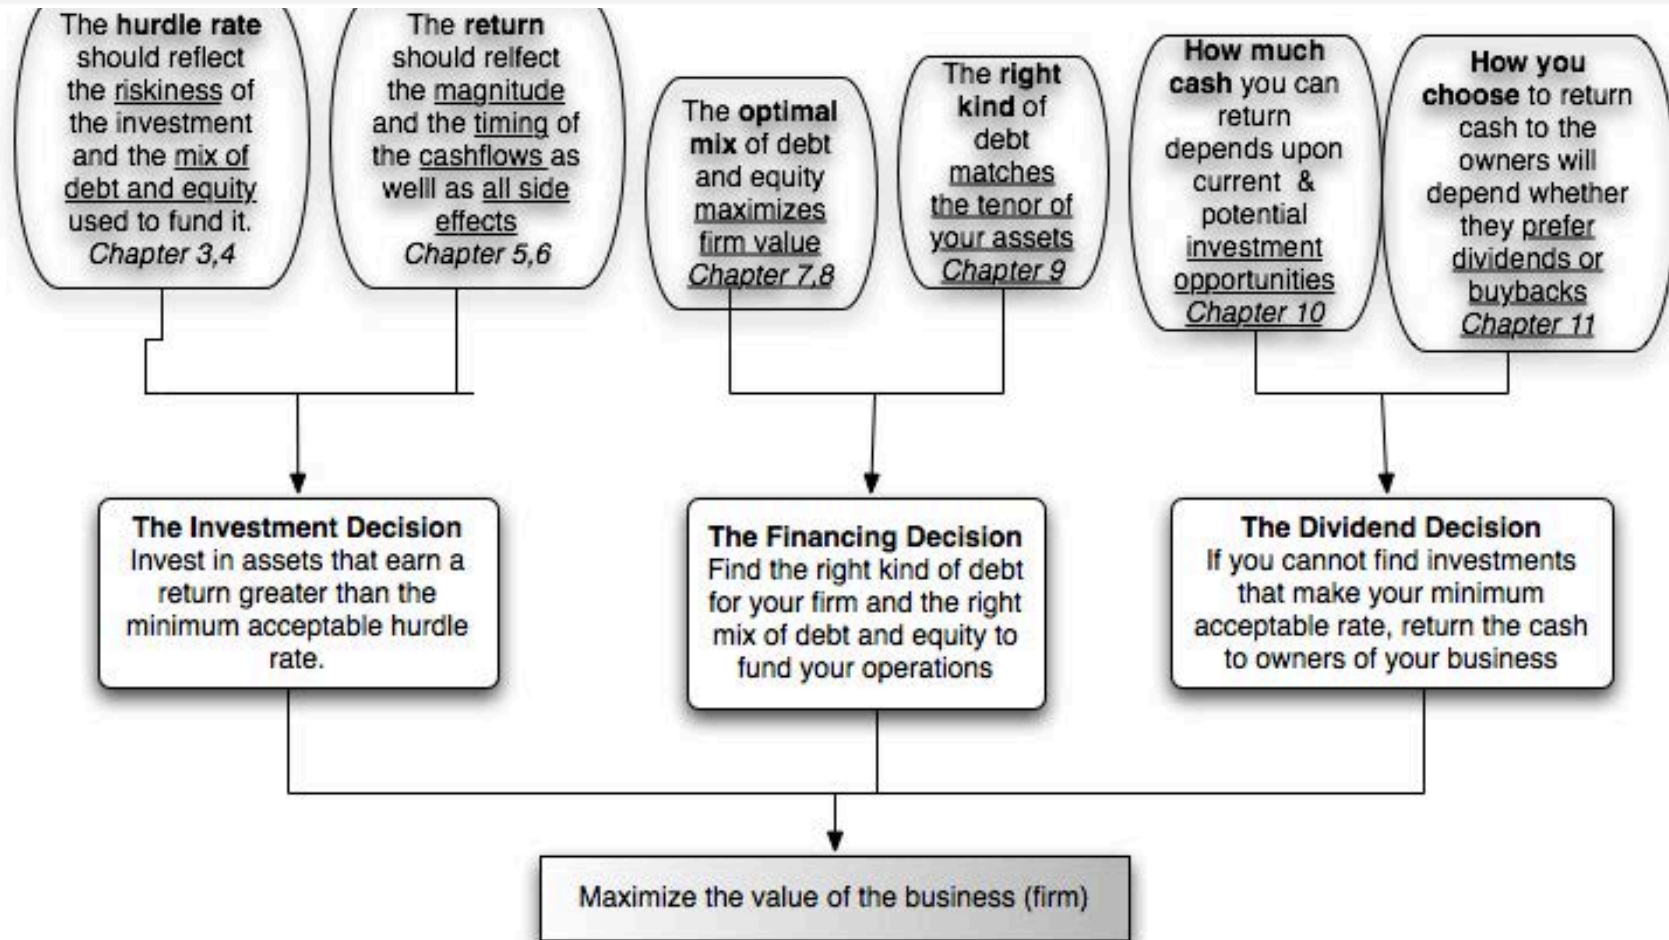 The hurdle rate
should reflect
the riskiness of
the investment
and the mix of
debt and equity
used to fund it.
Chapter 3,4
The return
should relfect
the magnitude
and the timing of
the cashflows as
welll as all side
effects
Chapter 5,6
The optimal
mix of debt
and equity
maximizes
firm value
Chapter 7,8
The right
kind of
debt
matches
the tenor of
your assets
Chapter 9
How much
cash you can
return
depends upon
current &
potential
investment
opportunities
Chapter 10
How you
choose to return
cash to the
owners will
depend whether
they prefer
dividends or
buybacks
Chapter 11
The Investment Decision
Invest in assets that earn a
return greater than the
minimum acceptable hurdle
rate.
The Financing Decision
Find the right kind of debt
for your firm and the right
mix of debt and equity to
fund your operations
The Dividend Decision
If you cannot find investments
that make your minimum
acceptable rate, return the cash
to owners of your business
Maximize the value of the business (firm)